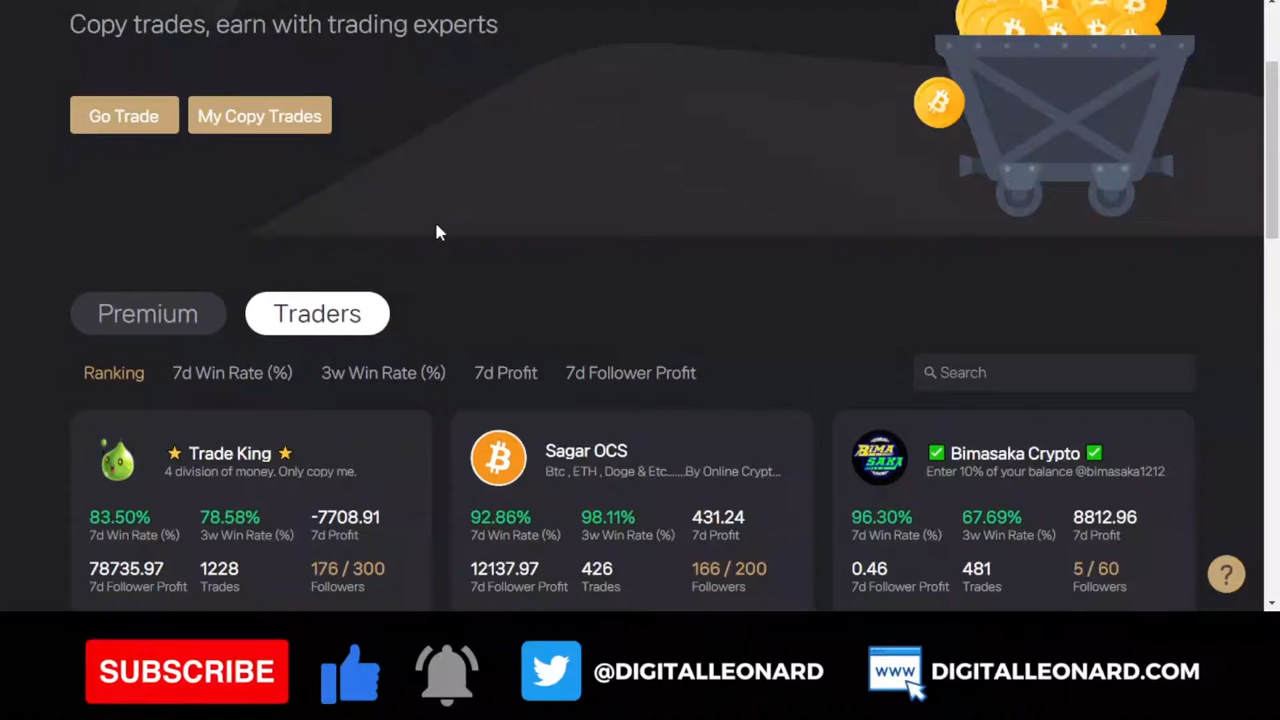 Copy trades, earn with trading experts
Go Trade
My Copy Trades
Premium
Traders
Ranking
7d Win Rate (%)
3w Win Rate (%)
7d Profit
7d Follower Profit
Search
Trade King
4 division of money. Only copy me.
83.50%
78.58%
-7708.91
7d Win Rate (%)
3w Win Rate (%)
7d Profit
78735.97
1228
176 / 300
7d Follower Profit
Trades
Followers
Sagar OCS
Btc , ETH , Doge & Etc......By Online Crypt...
92.86%
98.11%
431.24
7d Win Rate (%)
3w Win Rate (%)
7d Profit
12137.97
426
166 / 200
7d Follower Profit
Trades
Followers
BIMA
SAKA
Bimasaka Crypto
Enter 10% of your balance @bimasaka1212
96.30%
67.69%
8812.96
7d Win Rate (%)
3w Win Rate (%)
7d Profit
0.46
481
5 / 60
7d Follower Profit
Trades
Followers
?
SUBSCRIBE
@DIGITALLEONARD
WWW
DIGITALLEONARD.COM